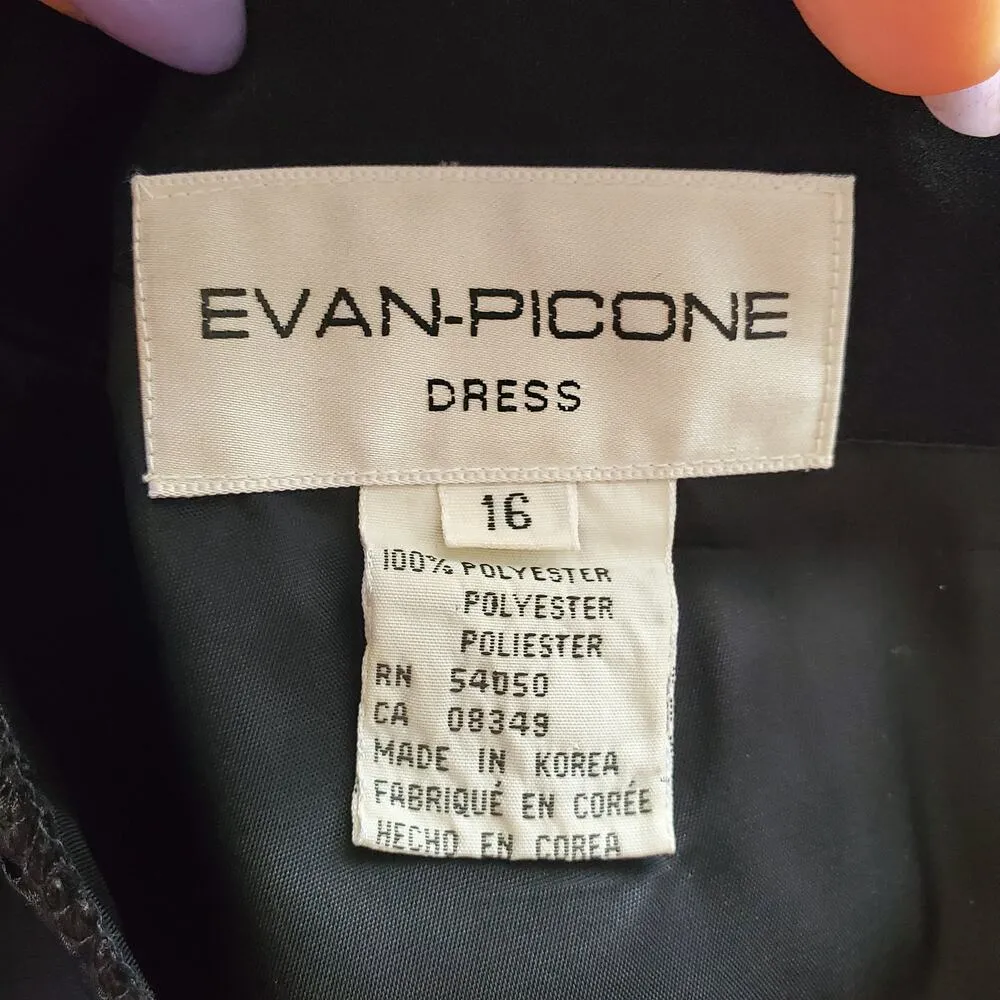 EVAN-PICONE
DRESS
16
100% POLYESTER
POLYESTER
POLIESTER
RN 54050
CA 08349
MADE IN KOREA
FABRIQUÉ EN CORÉE
HECHO EN COREA